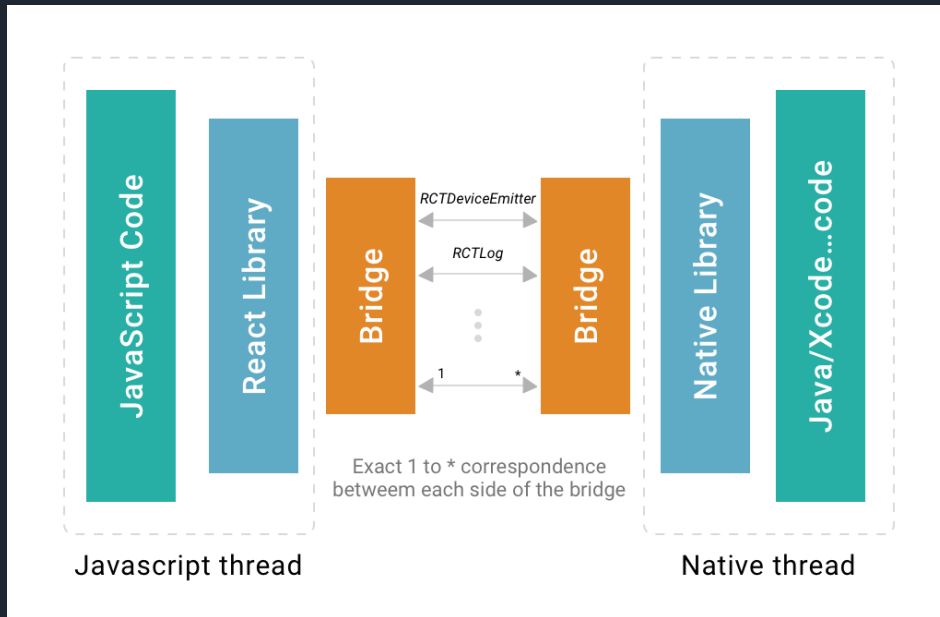 JavaScript Code
React Library
Bridge
RCTDeviceEmitter
RCTLog
1 *
Bridge
Native Library
Java/Xcode...code
Exact 1 to * correspondence
betweem each side of the bridge
Javascript thread
Native thread